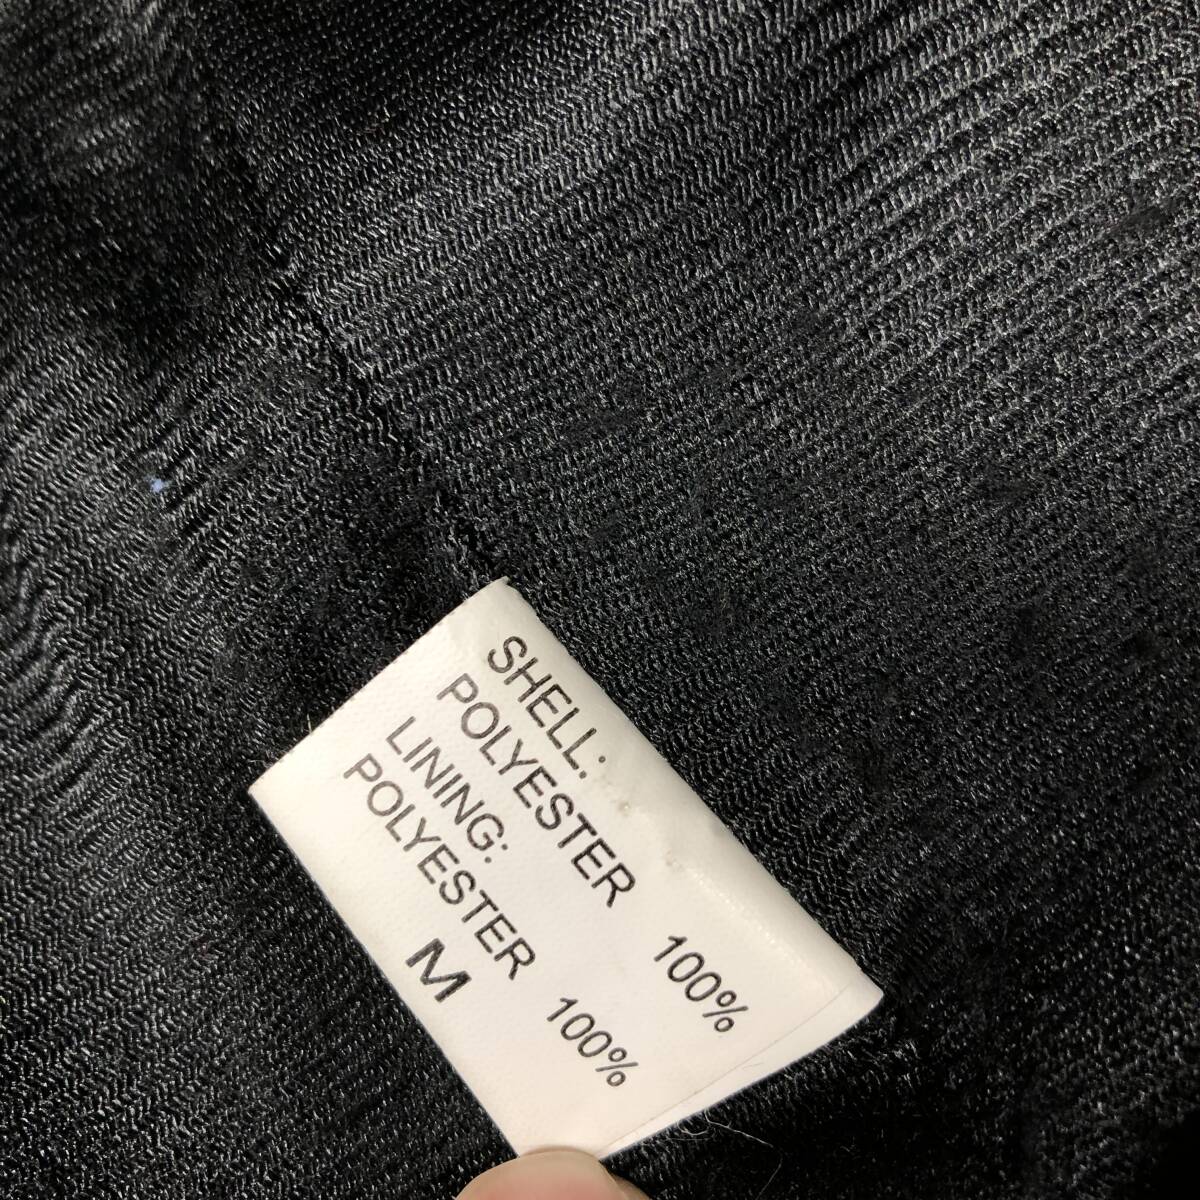 SHELL:
POLYESTER 100%
LINING:
POLYESTER 100%
M